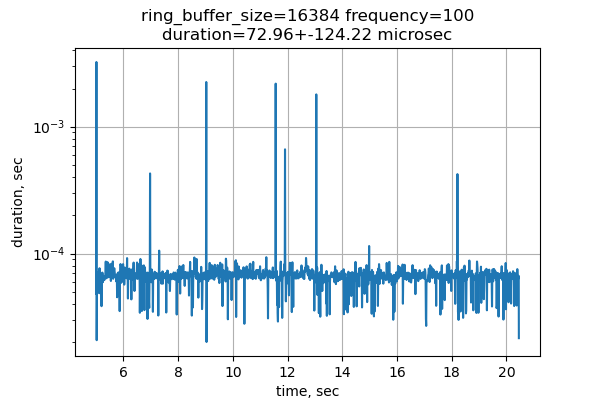 ring_buffer_size=16384 frequency=100
duration=72.96+-124.22 microsec
duration, sec
10⁻³
10⁻⁴
6 8 10 12 14 16 18 20
time, sec